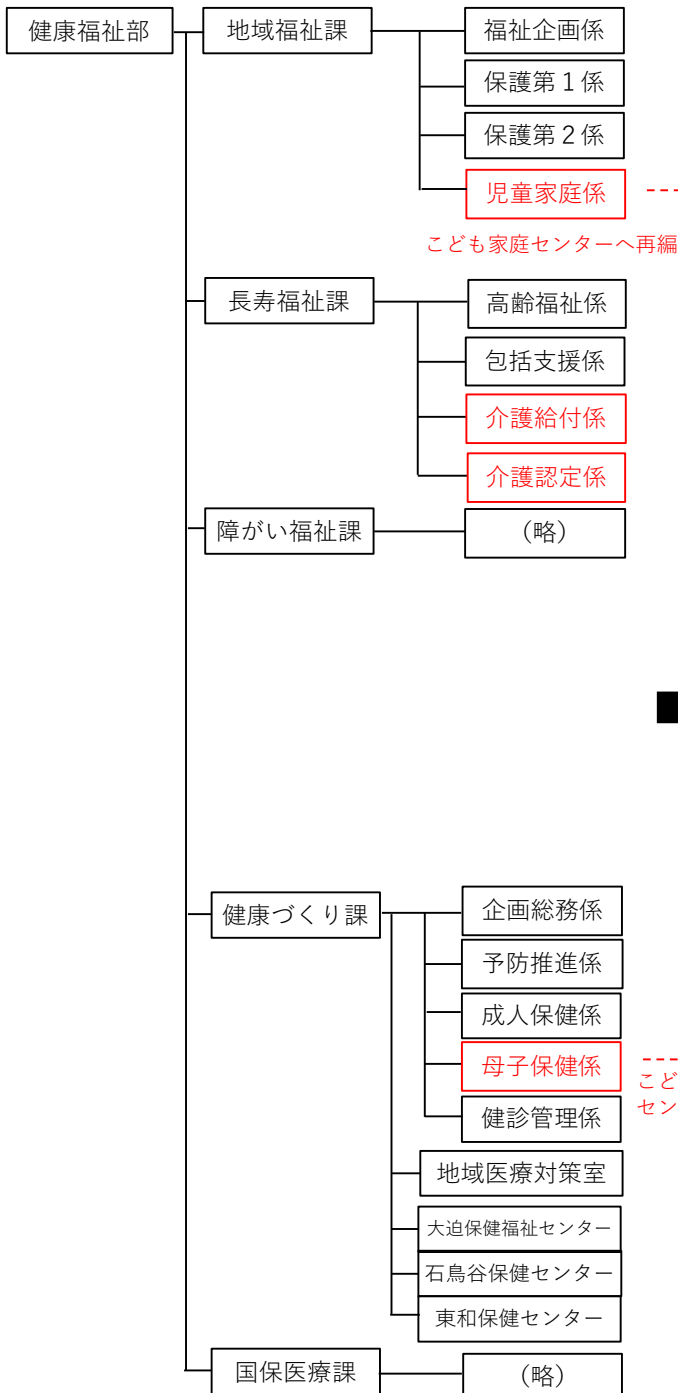 健康福祉部
地域福祉課
福祉企画係
保護第１係
保護第２係
児童家庭係
こども家庭センターへ再編
長寿福祉課
高齢福祉係
包括支援係
介護給付係
介護認定係
障がい福祉課
（略）
健康づくり課
企画総務係
予防推進係
成人保健係
母子保健係
こど
セン
健診管理係
地域医療対策室
大迫保健福祉センター
石鳥谷保健センター
東和保健センター
国保医療課
（略）